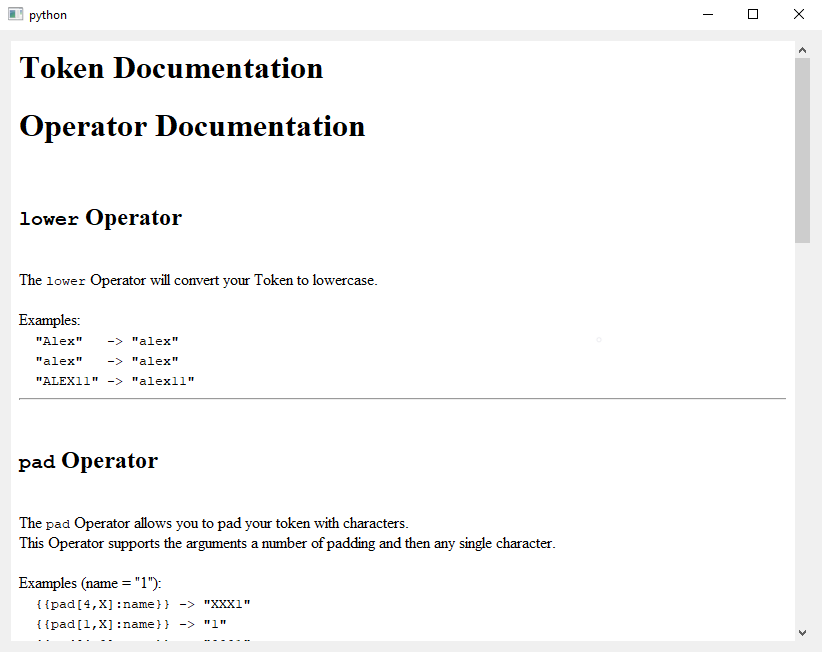 python
Token Documentation
Operator Documentation
lower Operator
The lower Operator will convert your Token to lowercase.
Examples:
"Alex"   -> "alex"
"alex"   -> "alex"
"ALEX11" -> "alex11"
pad Operator
The pad Operator allows you to pad your token with characters.
This Operator supports the arguments a number of padding and then any single character.
Examples (name = "1"):
{{pad[4,X]:name}} -> "XXX1"
{{pad[1,X]:name}} -> "1"